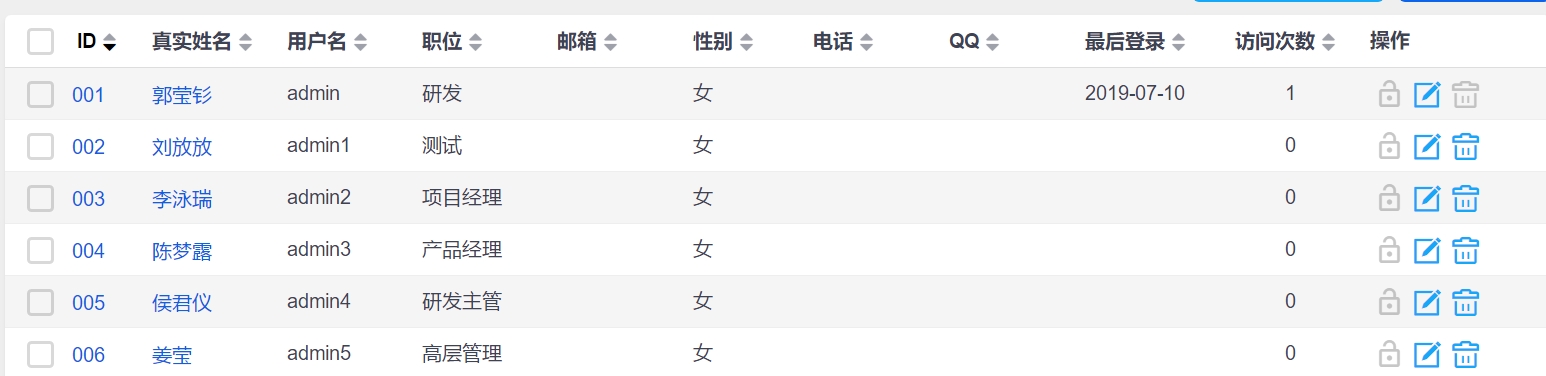 ID 真实姓名 用户名 职位 邮箱 性别 电话 QQ 最后登录 访问次数 操作
001 郭莹钐 admin 研发 女 2019-07-10 1
002 刘放放 admin1 测试 女 0
003 李泳瑞 admin2 项目经理 女 0
004 陈梦露 admin3 产品经理 女 0
005 侯君仪 admin4 研发主管 女 0
006 姜莹 admin5 高层管理 女 0